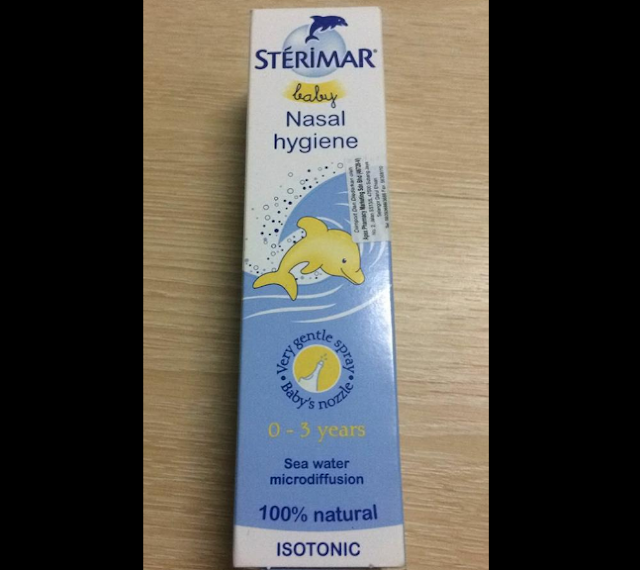 STÉRIMAR®
baby
Nasal
hygiene
Very gentle spray
• Baby's nozzle •
0 - 3 years
Sea water
microdiffusion
100% natural
ISOTONIC